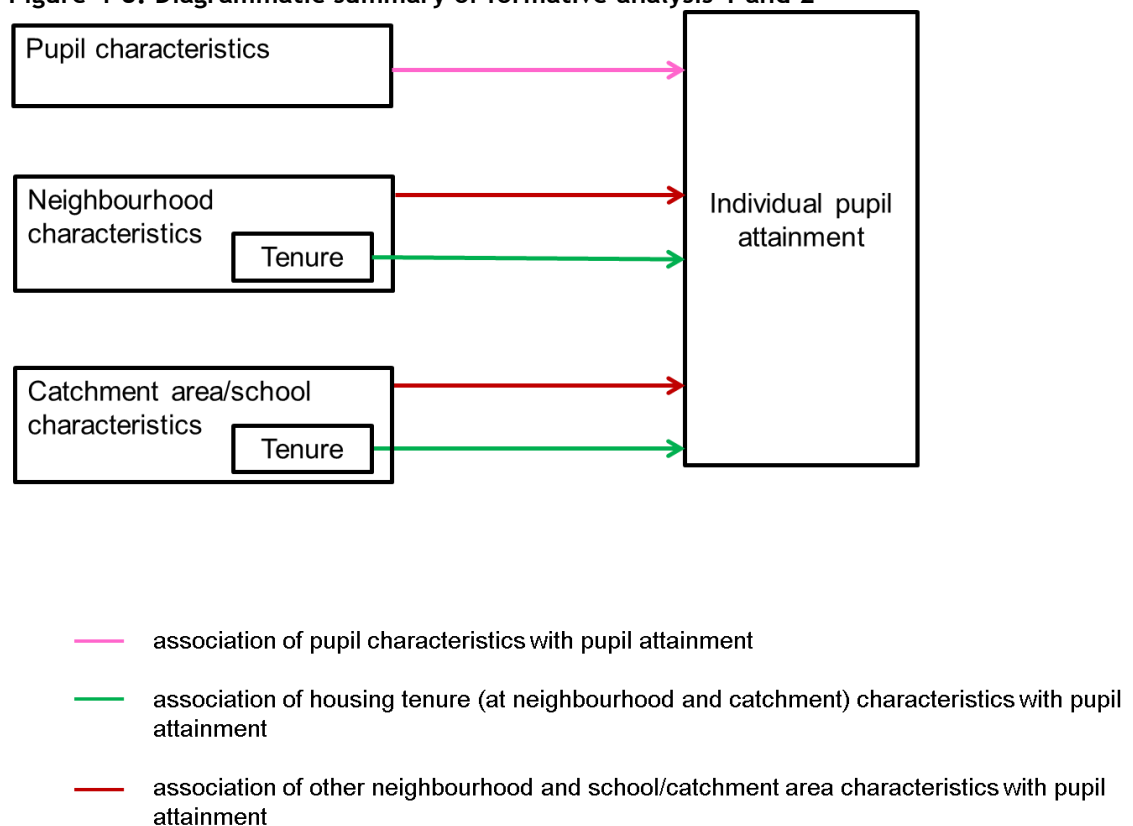 Pupil characteristics
Neighbourhood
characteristics
Tenure
Individual pupil
attainment
Catchment area/school
characteristics
Tenure
association of pupil characteristics with pupil attainment
association of housing tenure (at neighbourhood and catchment) characteristics with pupil
attainment
association of other neighbourhood and school/catchment area characteristics with pupil
attainment